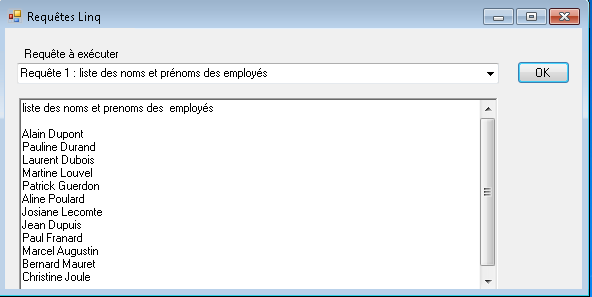 Requêtes Linq
Requête à exécuter
Requête 1 : liste des noms et prénoms des employés
OK
liste des noms et prenoms des  employés
Alain Dupont
Pauline Durand
Laurent Dubois
Martine Louvel
Patrick Guerdon
Aline Poulard
Josiane Lecomte
Jean Dupuis
Paul Franard
Marcel Augustin
Bernard Mauret
Christine Joule